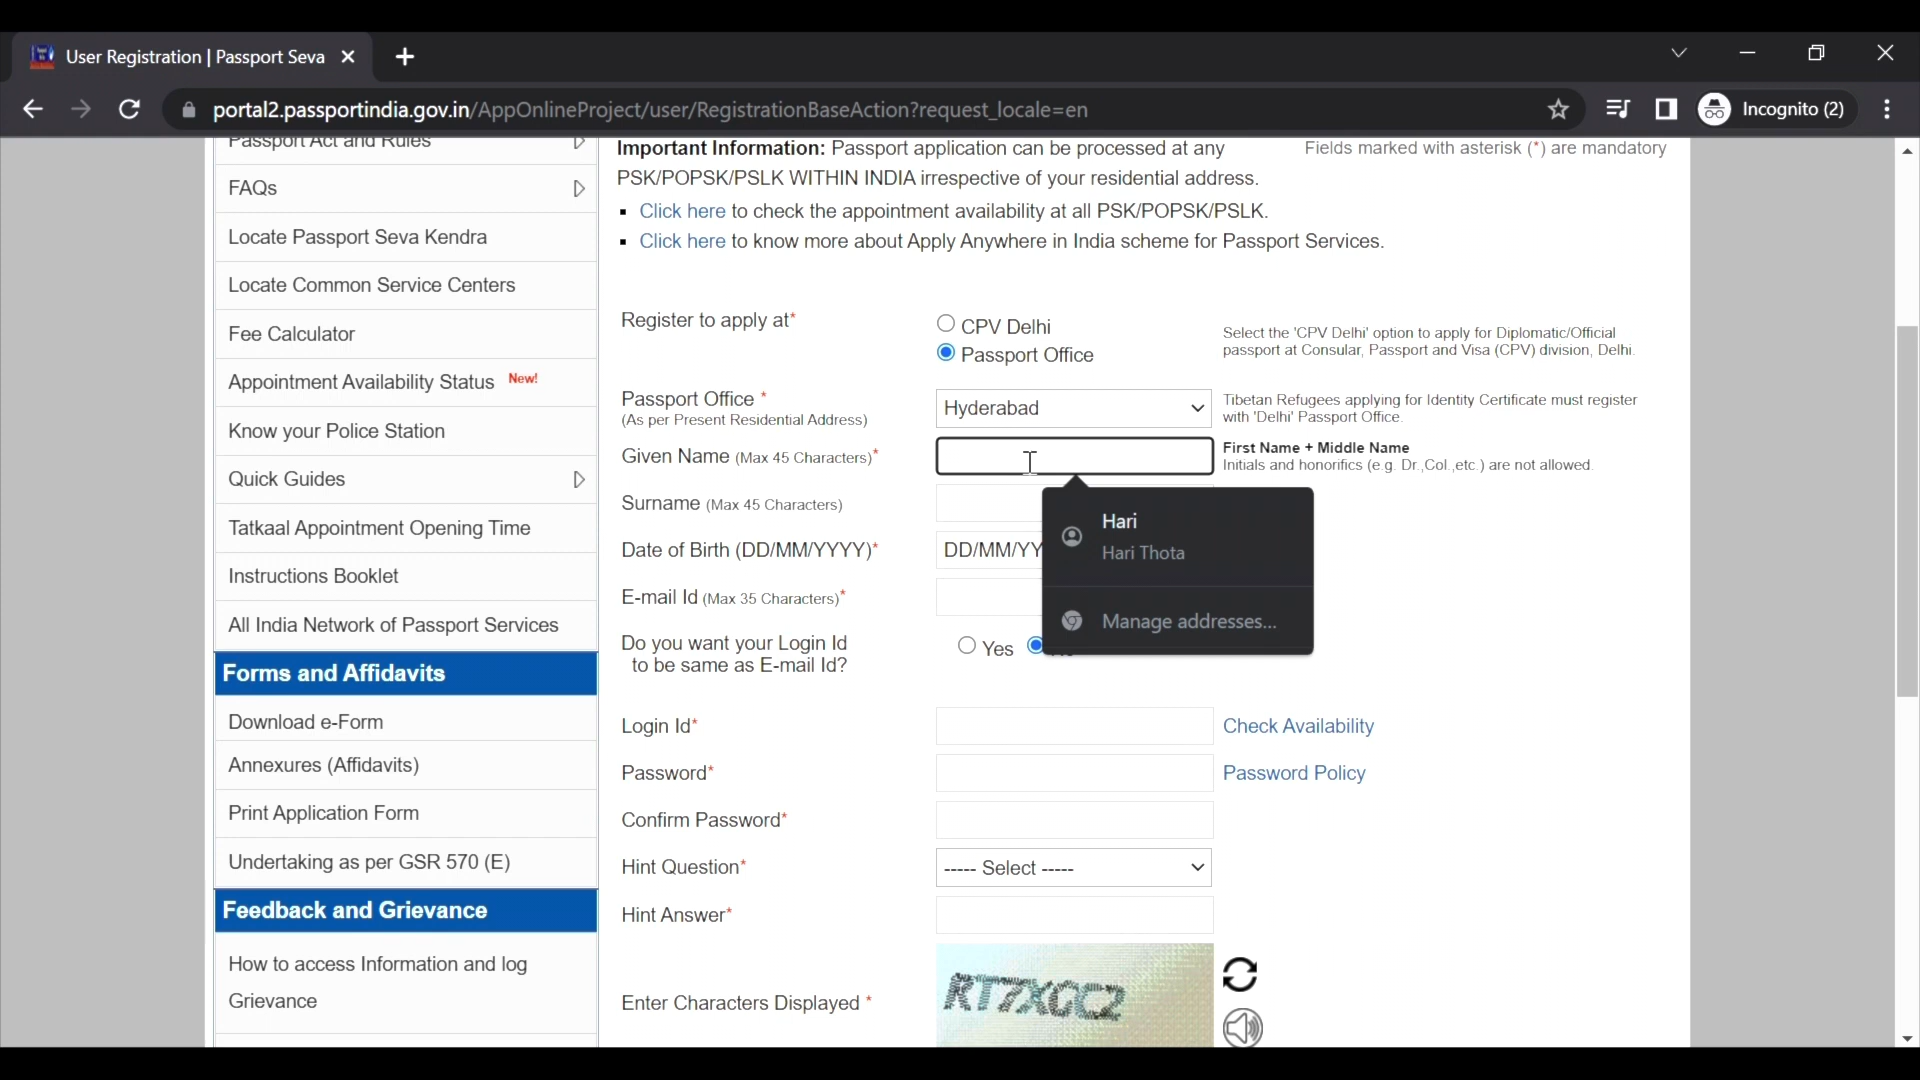 User Registration | Passport Seva
portal2.passportindia.gov.in/AppOnlineProject/user/RegistrationBaseAction?request_locale=en
Incognito (2)
Passport Act and Rules
FAQs
Locate Passport Seva Kendra
Locate Common Service Centers
Fee Calculator
Appointment Availability Status New!
Know your Police Station
Quick Guides
Tatkaal Appointment Opening Time
Instructions Booklet
All India Network of Passport Services
Forms and Affidavits
Download e-Form
Annexures (Affidavits)
Print Application Form
Undertaking as per GSR 570 (E)
Feedback and Grievance
How to access Information and log
Grievance
Important Information: Passport application can be processed at any
PSK/POPSK/PSLK WITHIN INDIA irrespective of your residential address.
Fields marked with asterisk (*) are mandatory
Click here to check the appointment availability at all PSK/POPSK/PSLK.
Click here to know more about Apply Anywhere in India scheme for Passport Services.
Register to apply at*
CPV Delhi
Passport Office
Select the 'CPV Delhi' option to apply for Diplomatic/Official
passport at Consular, Passport and Visa (CPV) division, Delhi.
Passport Office *
(As per Present Residential Address)
Hyderabad
Tibetan Refugees applying for Identity Certificate must register
with 'Delhi' Passport Office.
Given Name (Max 45 Characters)*
First Name + Middle Name
Initials and honorifics (e.g. Dr.,Col.,etc.) are not allowed.
Surname (Max 45 Characters)
Hari
Hari Thota
Manage addresses...
Date of Birth (DD/MM/YYYY)*
DD/MM/YY
E-mail Id (Max 35 Characters)*
Do you want your Login Id
to be same as E-mail Id?
Yes
Login Id*
Check Availability
Password*
Password Policy
Confirm Password*
Hint Question*
----- Select -----
Hint Answer*
Enter Characters Displayed *
RT7XGC2